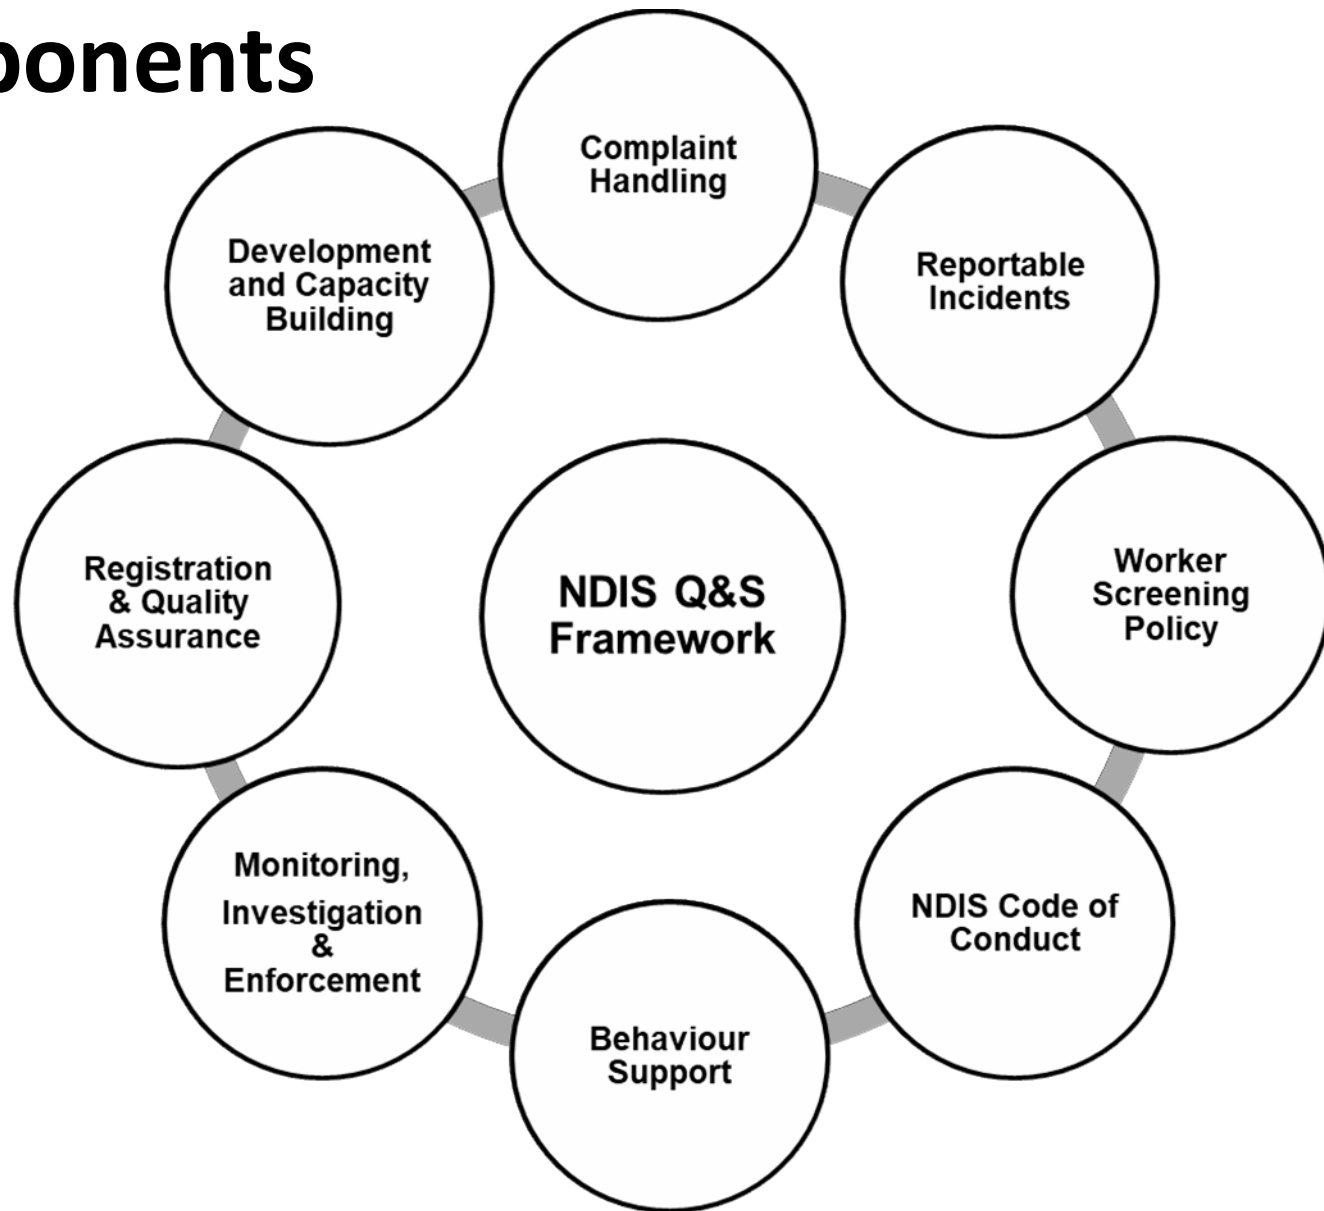 ponents
Complaint
Handling
Reportable
Incidents
Worker
Screening
Policy
NDIS Code of
Conduct
Behaviour
Support
Monitoring,
Investigation
&
Enforcement
Registration
& Quality
Assurance
Development
and Capacity
Building
NDIS Q&S
Framework